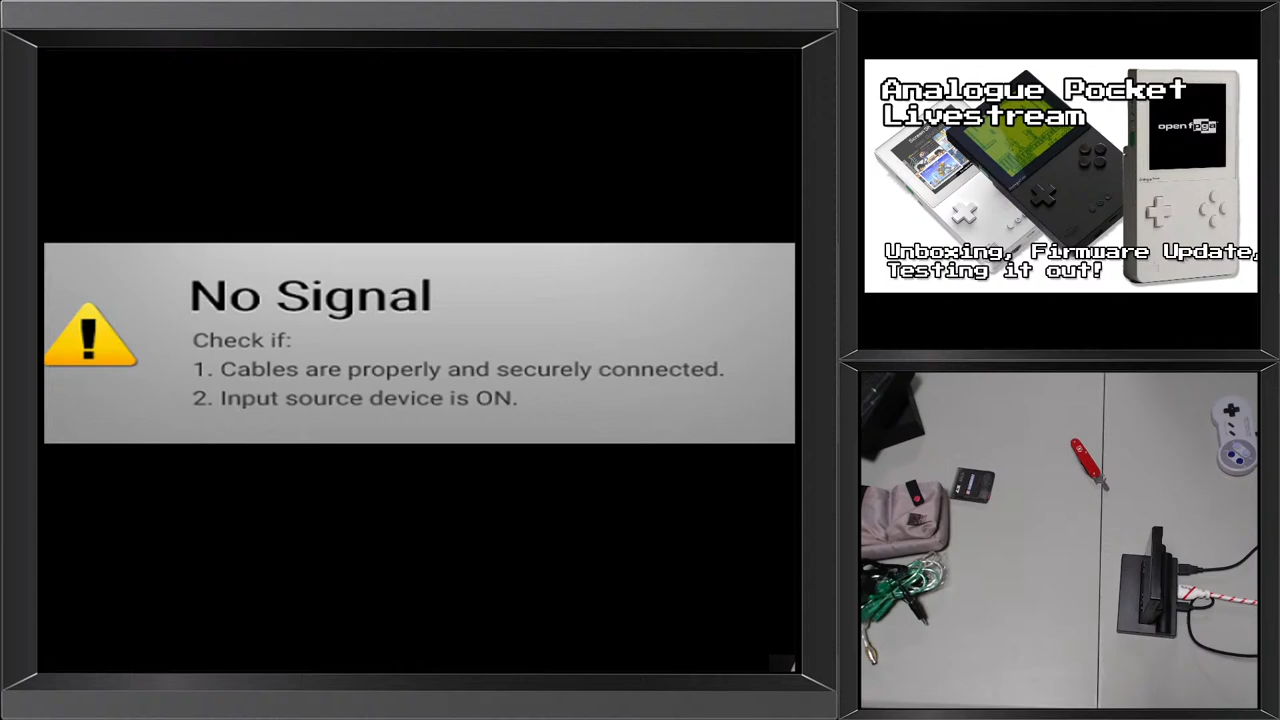 No Signal
Check if:
1. Cables are properly and securely connected.
2. Input source device is ON.
Analogue Pocket
Livestream
openfpga
Unboxing, Firmware Update,
Testing it out!